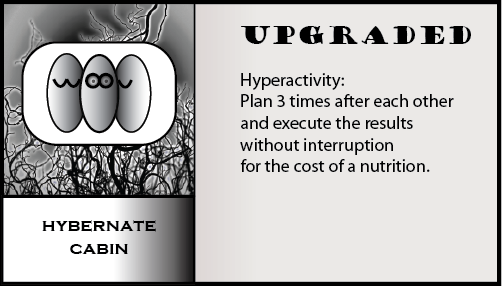 UPGRADED
Hyperactivity:
Plan 3 times after each other
and execute the results
without interruption
for the cost of a nutrition.
HYBERNATE
CABIN